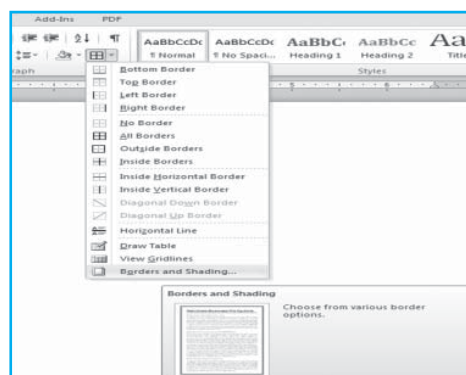 Add-Ins PDF
AaBbCcDc AaBbCcDc AaBbC AaBbCc Aa
¶ Normal ¶ No Spaci... Heading 1 Heading 2 Title
raph Styles
Bottom Border
Top Border
Left Border
Right Border
No Border
All Borders
Outside Borders
Inside Borders
Inside Horizontal Border
Inside Vertical Border
Diagonal Down Border
Diagonal Up Border
Horizontal Line
Draw Table
View Gridlines
Borders and Shading...
Borders and Shading
Choose from various border
options.